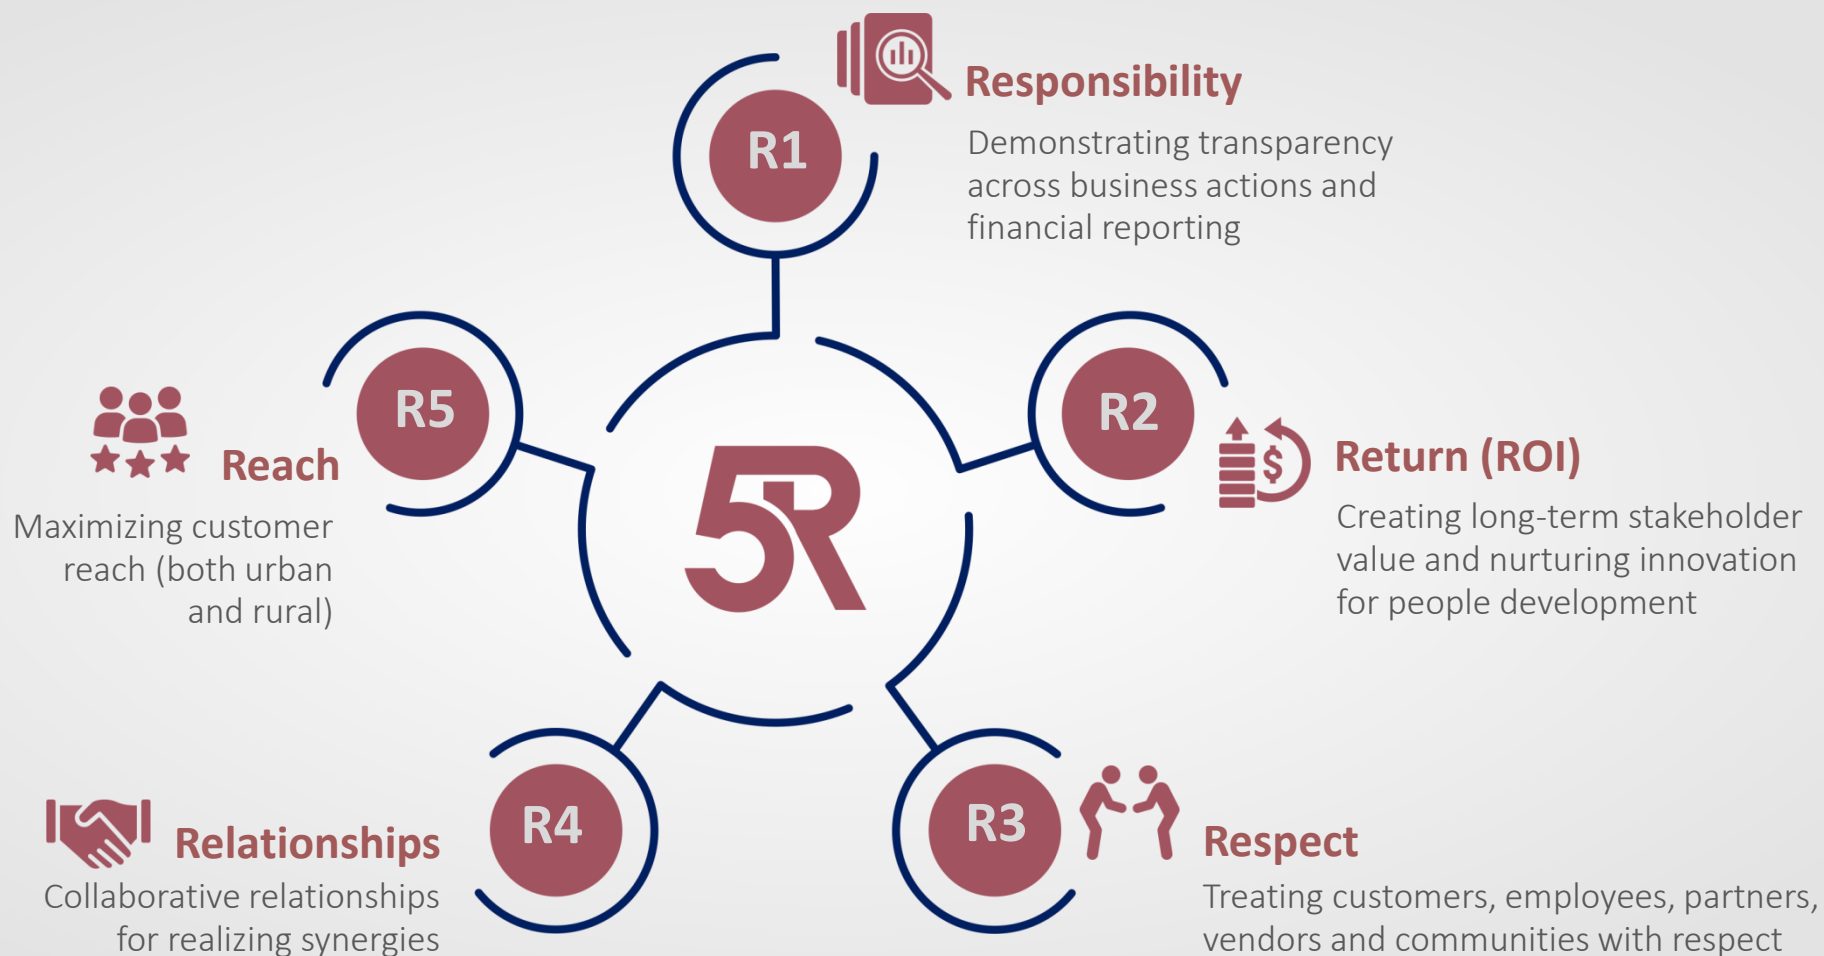 R1
Responsibility
Demonstrating transparency
across business actions and
financial reporting
R2
Return (ROI)
Creating long-term stakeholder
value and nurturing innovation
for people development
R3
Respect
Treating customers, employees, partners,
vendors and communities with respect
R4
Relationships
Collaborative relationships
for realizing synergies
R5
Reach
Maximizing customer
reach (both urban
and rural)
5R
$